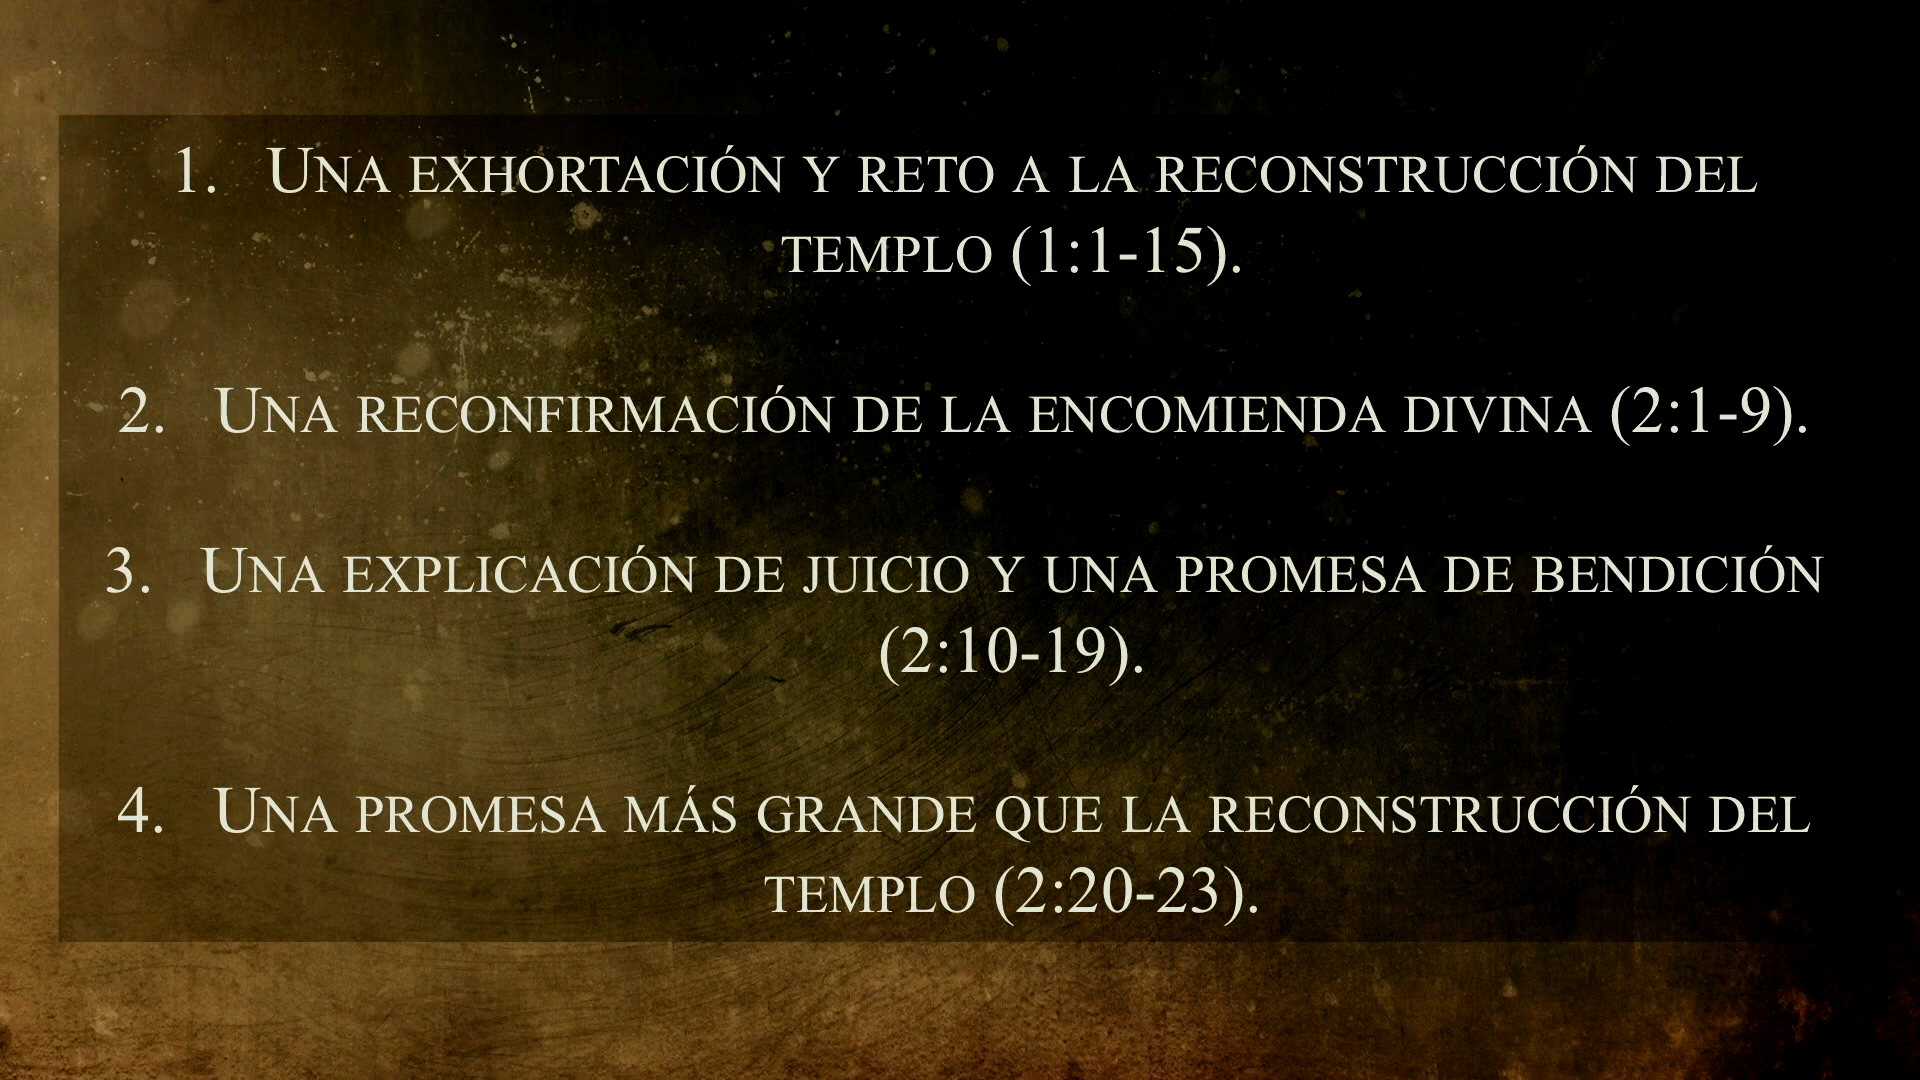 1. Una exhortación y reto a la reconstrucción del
templo (1:1-15).
2. Una reconfirmación de la encomienda divina (2:1-9).
3. Una explicación de juicio y una promesa de bendición
(2:10-19).
4. Una promesa más grande que la reconstrucción del
templo (2:20-23).